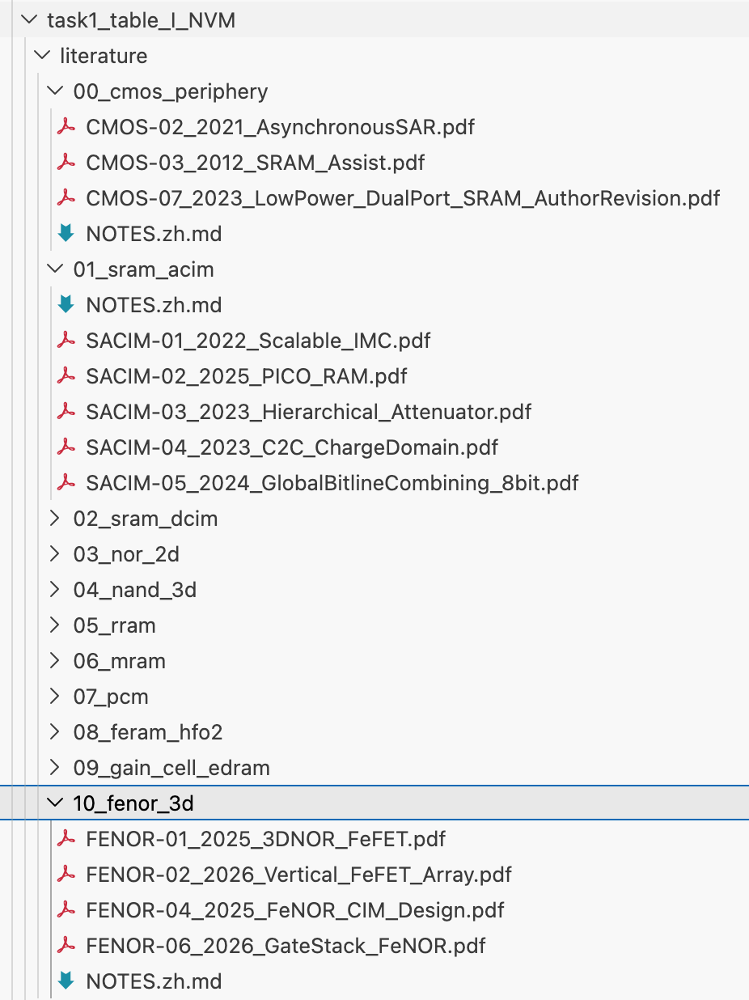 task1_table_I_NVM
literature
00_cmos_periphery
CMOS-02_2021_AsynchronousSAR.pdf
CMOS-03_2012_SRAM_Assist.pdf
CMOS-07_2023_LowPower_DualPort_SRAM_AuthorRevision.pdf
NOTES.zh.md
01_sram_acim
NOTES.zh.md
SACIM-01_2022_Scalable_IMC.pdf
SACIM-02_2025_PICO_RAM.pdf
SACIM-03_2023_Hierarchical_Attenuator.pdf
SACIM-04_2023_C2C_ChargeDomain.pdf
SACIM-05_2024_GlobalBitlineCombining_8bit.pdf
02_sram_dcim
03_nor_2d
04_nand_3d
05_rram
06_mram
07_pcm
08_feram_hfo2
09_gain_cell_edram
10_fenor_3d
FENOR-01_2025_3DNOR_FeFET.pdf
FENOR-02_2026_Vertical_FeFET_Array.pdf
FENOR-04_2025_FeNOR_CIM_Design.pdf
FENOR-06_2026_GateStack_FeNOR.pdf
NOTES.zh.md